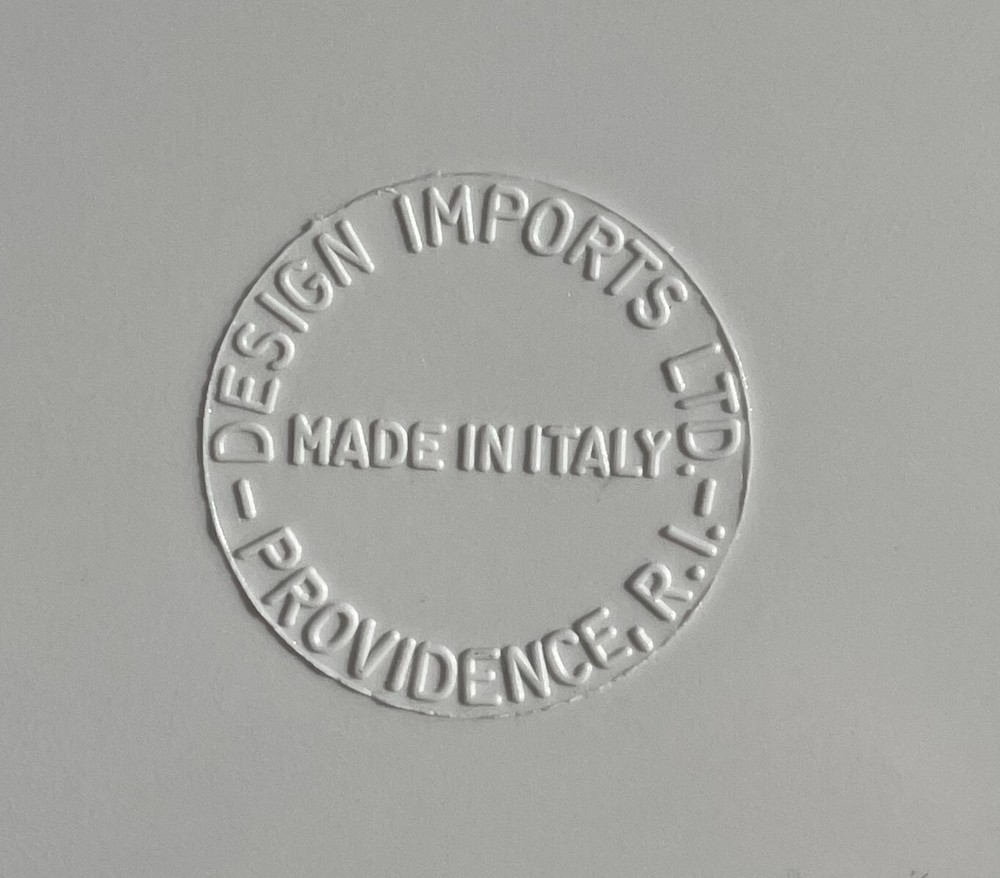 DESIGN IMPORTS LTD.
MADE IN ITALY
- PROVIDENCE, R.I. -